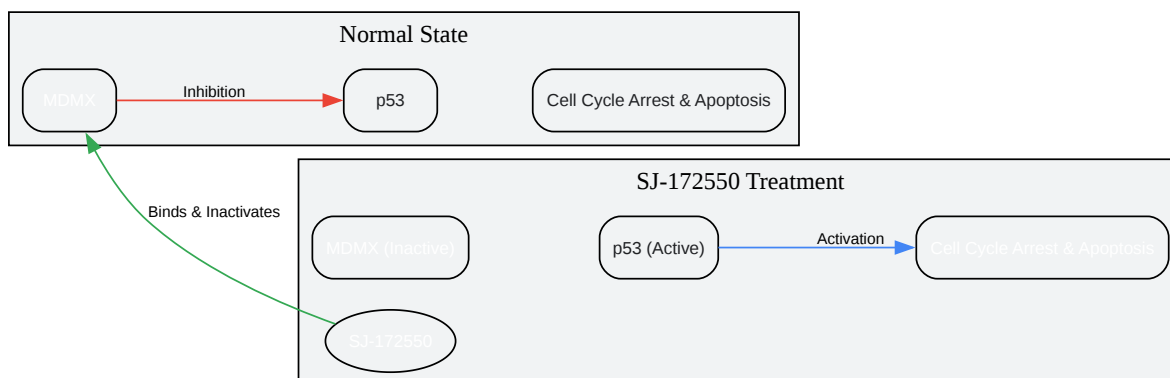 Normal State
MDMX
Inhibition
p53
Cell Cycle Arrest & Apoptosis
Binds & Inactivates
SJ-172550 Treatment
MDMX (Inactive)
p53 (Active)
Activation
Cell Cycle Arrest & Apoptosis
SJ-172550